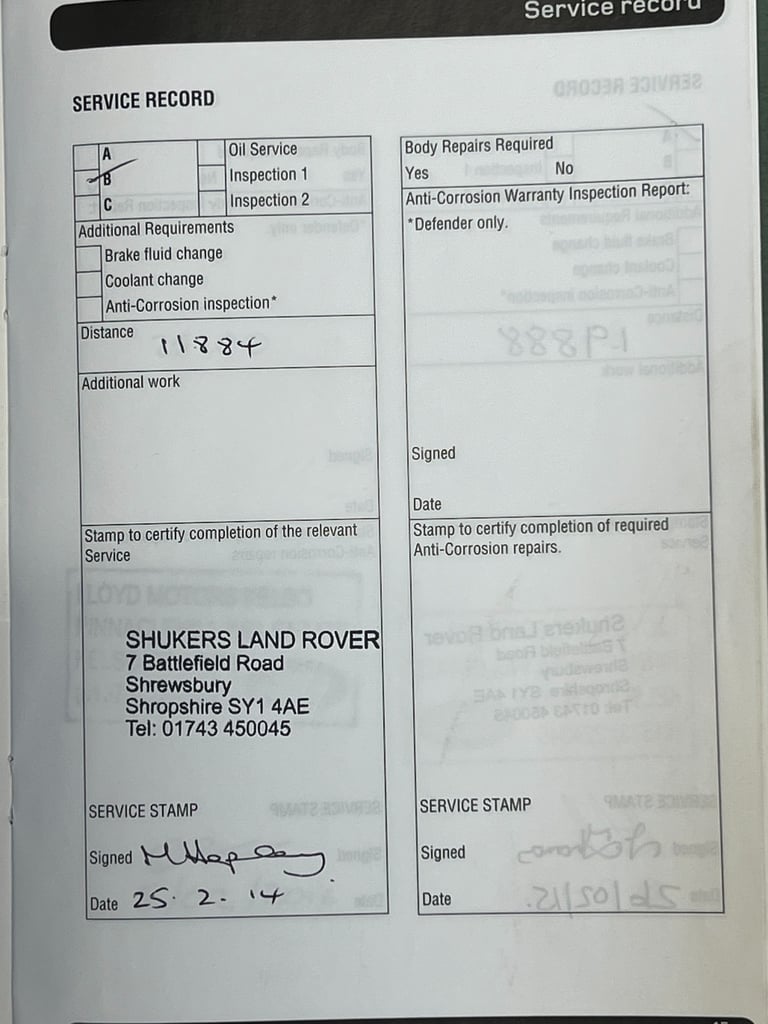 Service record
SERVICE RECORD
A
B
C
Oil Service
Inspection 1
Inspection 2
Additional Requirements
Brake fluid change
Coolant change
Anti-Corrosion inspection*
Distance
11884
Additional work
Stamp to certify completion of the relevant
Service
SHUKERS LAND ROVER
7 Battlefield Road
Shrewsbury
Shropshire SY1 4AE
Tel: 01743 450045
SERVICE STAMP
Signed
Date 25. 2. 14
Body Repairs Required
Yes No
Anti-Corrosion Warranty Inspection Report:
*Defender only.
Signed
Date
Stamp to certify completion of required
Anti-Corrosion repairs.
SERVICE STAMP
Signed
Date